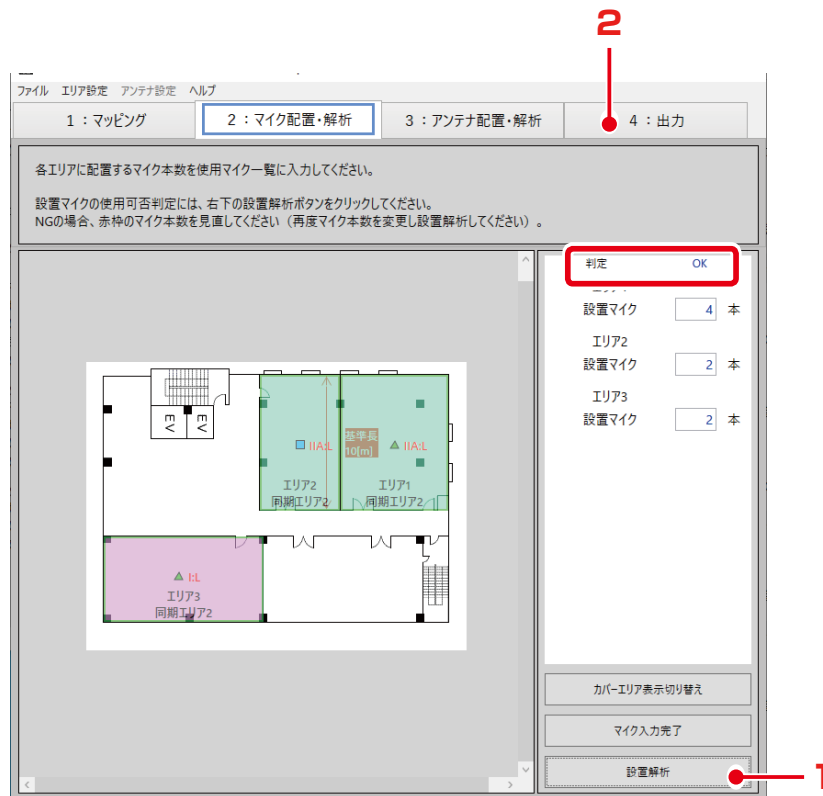 2
ファイル エリア設定 アンテナ設定 ヘルプ
1：マッピング 2：マイク配置・解析 3：アンテナ配置・解析 4：出力
各エリアに配置するマイク本数を使用マイク一覧に入力してください。
設置マイクの使用可否判定には、右下の設置解析ボタンをクリックしてください。
NGの場合、赤枠のマイク本数を見直してください（再度マイク本数を変更し設置解析してください）。
判定 OK
設置マイク 4 本
エリア2
設置マイク 2 本
エリア3
設置マイク 2 本
EV EV
IIA:L 基準長 IIA:L
10[m]
エリア2 エリア1
同期エリア2 同期エリア2
I:L
エリア3
同期エリア2
カバーエリア表示切り替え
マイク入力完了
設置解析 1